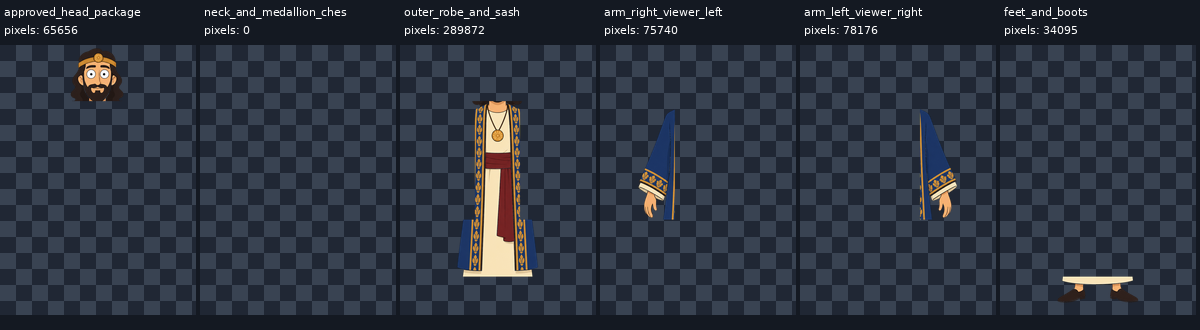 approved_head_package
pixels: 65656
neck_and_medallion_ches
pixels: 0
outer_robe_and_sash
pixels: 289872
arm_right_viewer_left
pixels: 75740
arm_left_viewer_right
pixels: 78176
feet_and_boots
pixels: 34095